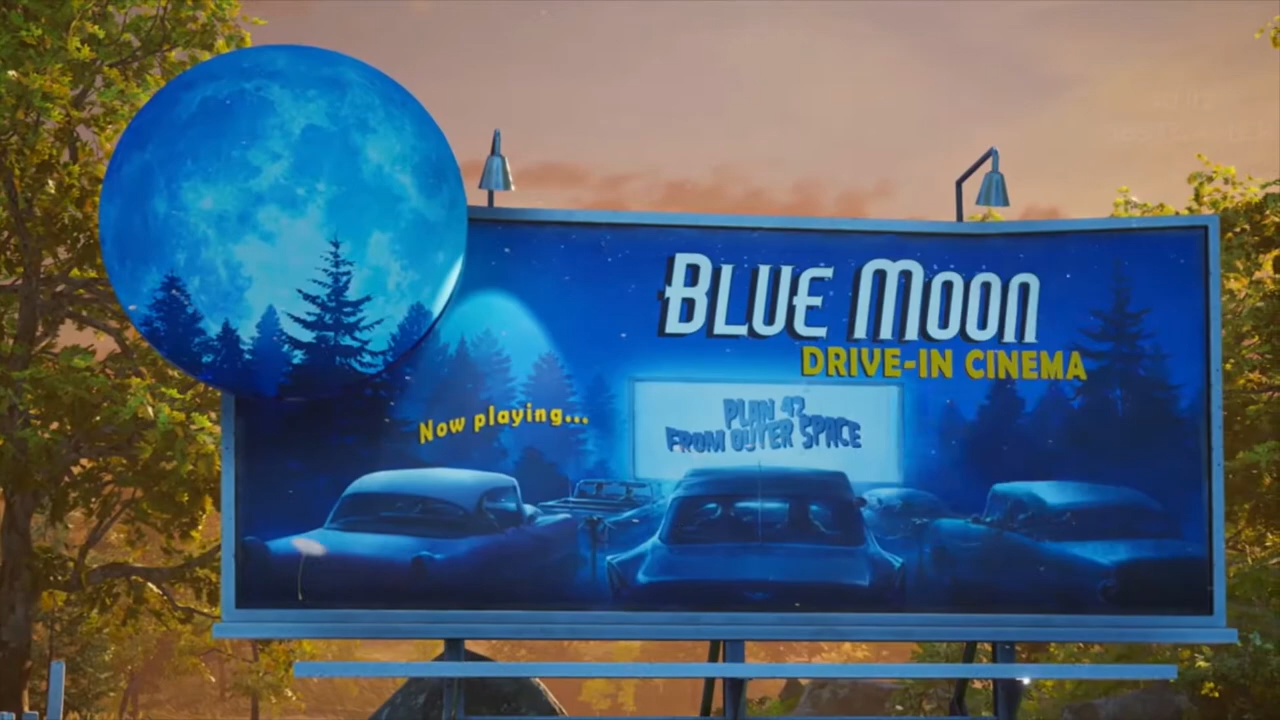 BLUE MOON
DRIVE-IN CINEMA
Now playing...
PLAN 42
FROM OUTER SPACE